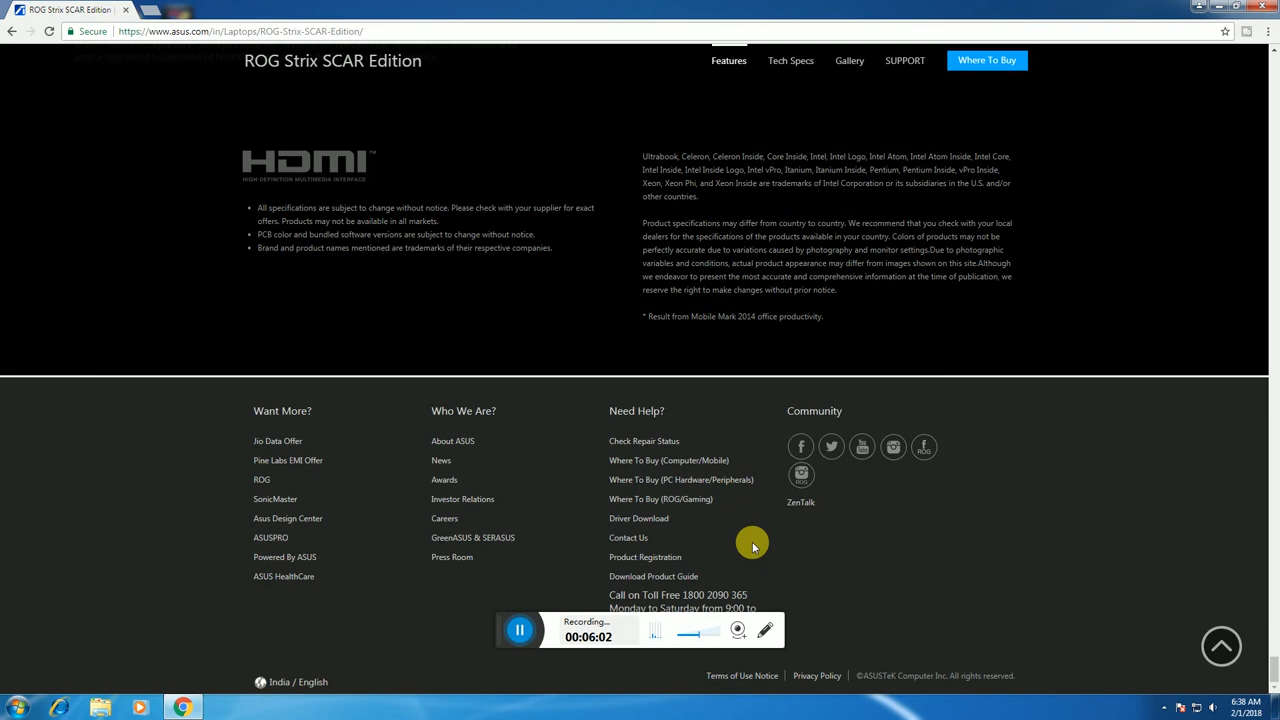 ROG Strix SCAR Edition
Secure
https://www.asus.com/in/Laptops/ROG-Strix-SCAR-Edition/
ROG Strix SCAR Edition
Features
Tech Specs
Gallery
SUPPORT
Where To Buy
HDMI™
HIGH DEFINITION MULTIMEDIA INTERFACE
• All specifications are subject to change without notice. Please check with your supplier for exact
offers. Products may not be available in all markets.
• PCB color and bundled software versions are subject to change without notice.
• Brand and product names mentioned are trademarks of their respective companies.
Ultrabook, Celeron, Celeron Inside, Core Inside, Intel, Intel Logo, Intel Atom, Intel Atom Inside, Intel Core,
Intel Inside, Intel Inside Logo, Intel vPro, Itanium, Itanium Inside, Pentium, Pentium Inside, vPro Inside,
Xeon, Xeon Phi, and Xeon Inside are trademarks of Intel Corporation or its subsidiaries in the U.S. and/or
other countries.
Product specifications may differ from country to country. We recommend that you check with your local
dealers for the specifications of the products available in your country. Colors of products may not be
perfectly accurate due to variations caused by photography and monitor settings.Due to photographic
variables and conditions, actual product appearance may differ from images shown on this site.Although
we endeavor to present the most accurate and comprehensive information at the time of publication, we
reserve the right to make changes without prior notice.
* Result from Mobile Mark 2014 office productivity.
Want More?
Jio Data Offer
Pine Labs EMI Offer
ROG
SonicMaster
Asus Design Center
ASUSPRO
Powered By ASUS
ASUS HealthCare
Who We Are?
About ASUS
News
Awards
Investor Relations
Careers
GreenASUS & SERASUS
Press Room
Need Help?
Check Repair Status
Where To Buy (Computer/Mobile)
Where To Buy (PC Hardware/Peripherals)
Where To Buy (ROG/Gaming)
Driver Download
Contact Us
Product Registration
Download Product Guide
Call on Toll Free 1800 2090 365
Monday to Saturday from 9:00 to
Community
You Tube
ROG
ROG
ZenTalk
Recording...
00:06:02
India / English
Terms of Use Notice
Privacy Policy
©ASUSTeK Computer Inc. All rights reserved.
6:38 AM
2/1/2018